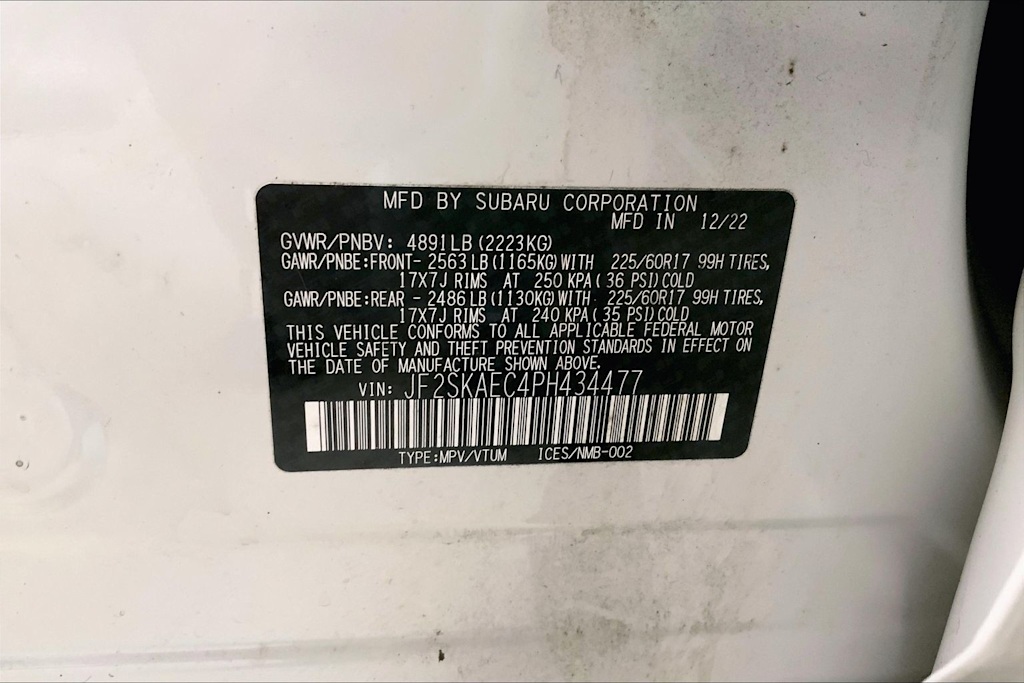 MFD BY SUBARU CORPORATION
MFD IN 12/22
GVWR/PNBV: 4891LB(2223KG)
GAWR/PNBE:FRONT- 2563LB(1165KG)WITH 225/60R17 99H TIRES,
17X7J RIMS AT 250 KPA( 36 PSI)COLD
GAWR/PNBE:REAR - 2486LB(1130KG)WITH 225/60R17 99H TIRES,
17X7J RIMS AT 240 KPA( 35 PSI)COLD
THIS VEHICLE CONFORMS TO ALL APPLICABLE FEDERAL MOTOR
VEHICLE SAFETY AND THEFT PREVENTION STANDARDS IN EFFECT ON
THE DATE OF MANUFACTURE SHOWN ABOVE.
VIN: JF2SKAEC4PH434477
TYPE:MPV/VTUM ICES/NMB-002